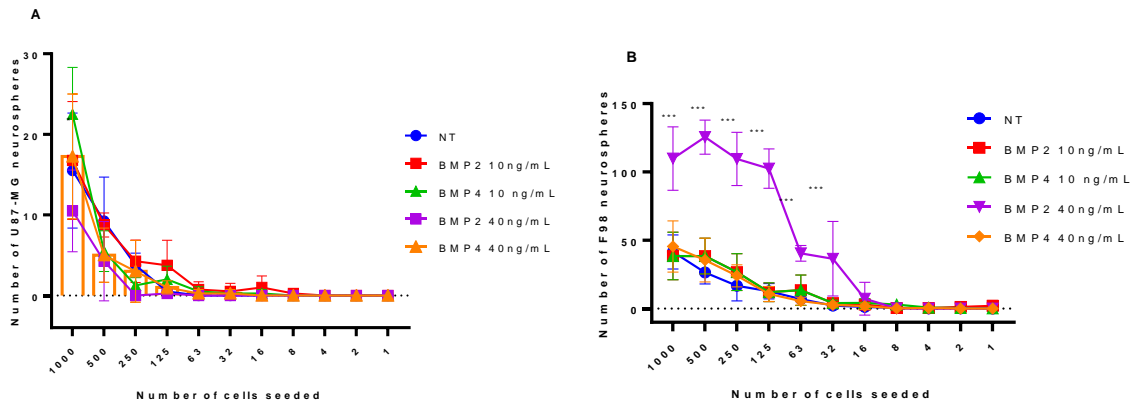 A
Number of U87-MG neurospheres
30
20
10
0
1000
500
250
125
63
32
16
8
4
2
1
Number of cells seeded
NT
BMP2 10ng/mL
BMP4 10 ng/mL
BMP2 40ng/mL
BMP4 40ng/mL
B
Number of F98 neurospheres
150
100
50
0
***
***
***
***
***
***
1000
500
250
125
63
32
16
8
4
2
1
Number of cells seeded
NT
BMP2 10ng/mL
BMP4 10 ng/mL
BMP2 40ng/mL
BMP4 40ng/mL